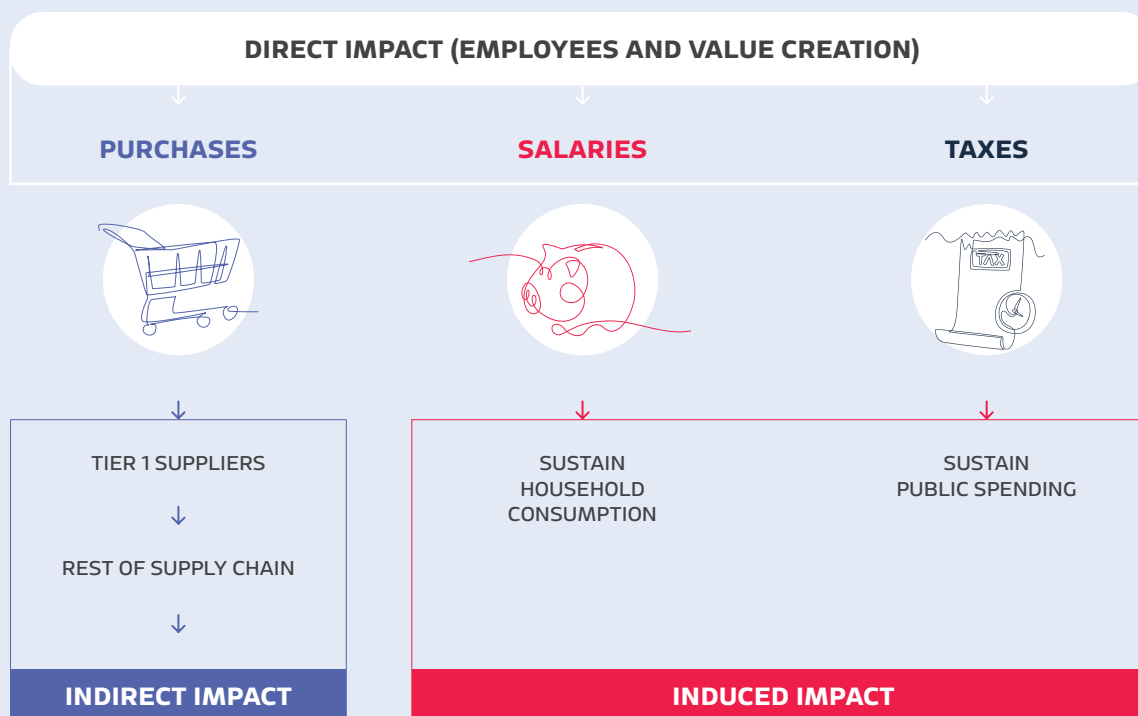 DIRECT IMPACT (EMPLOYEES AND VALUE CREATION)
PURCHASES
SALARIES
TAXES
TAX
TIER 1 SUPPLIERS
REST OF SUPPLY CHAIN
INDIRECT IMPACT
SUSTAIN
HOUSEHOLD
CONSUMPTION
SUSTAIN
PUBLIC SPENDING
INDUCED IMPACT